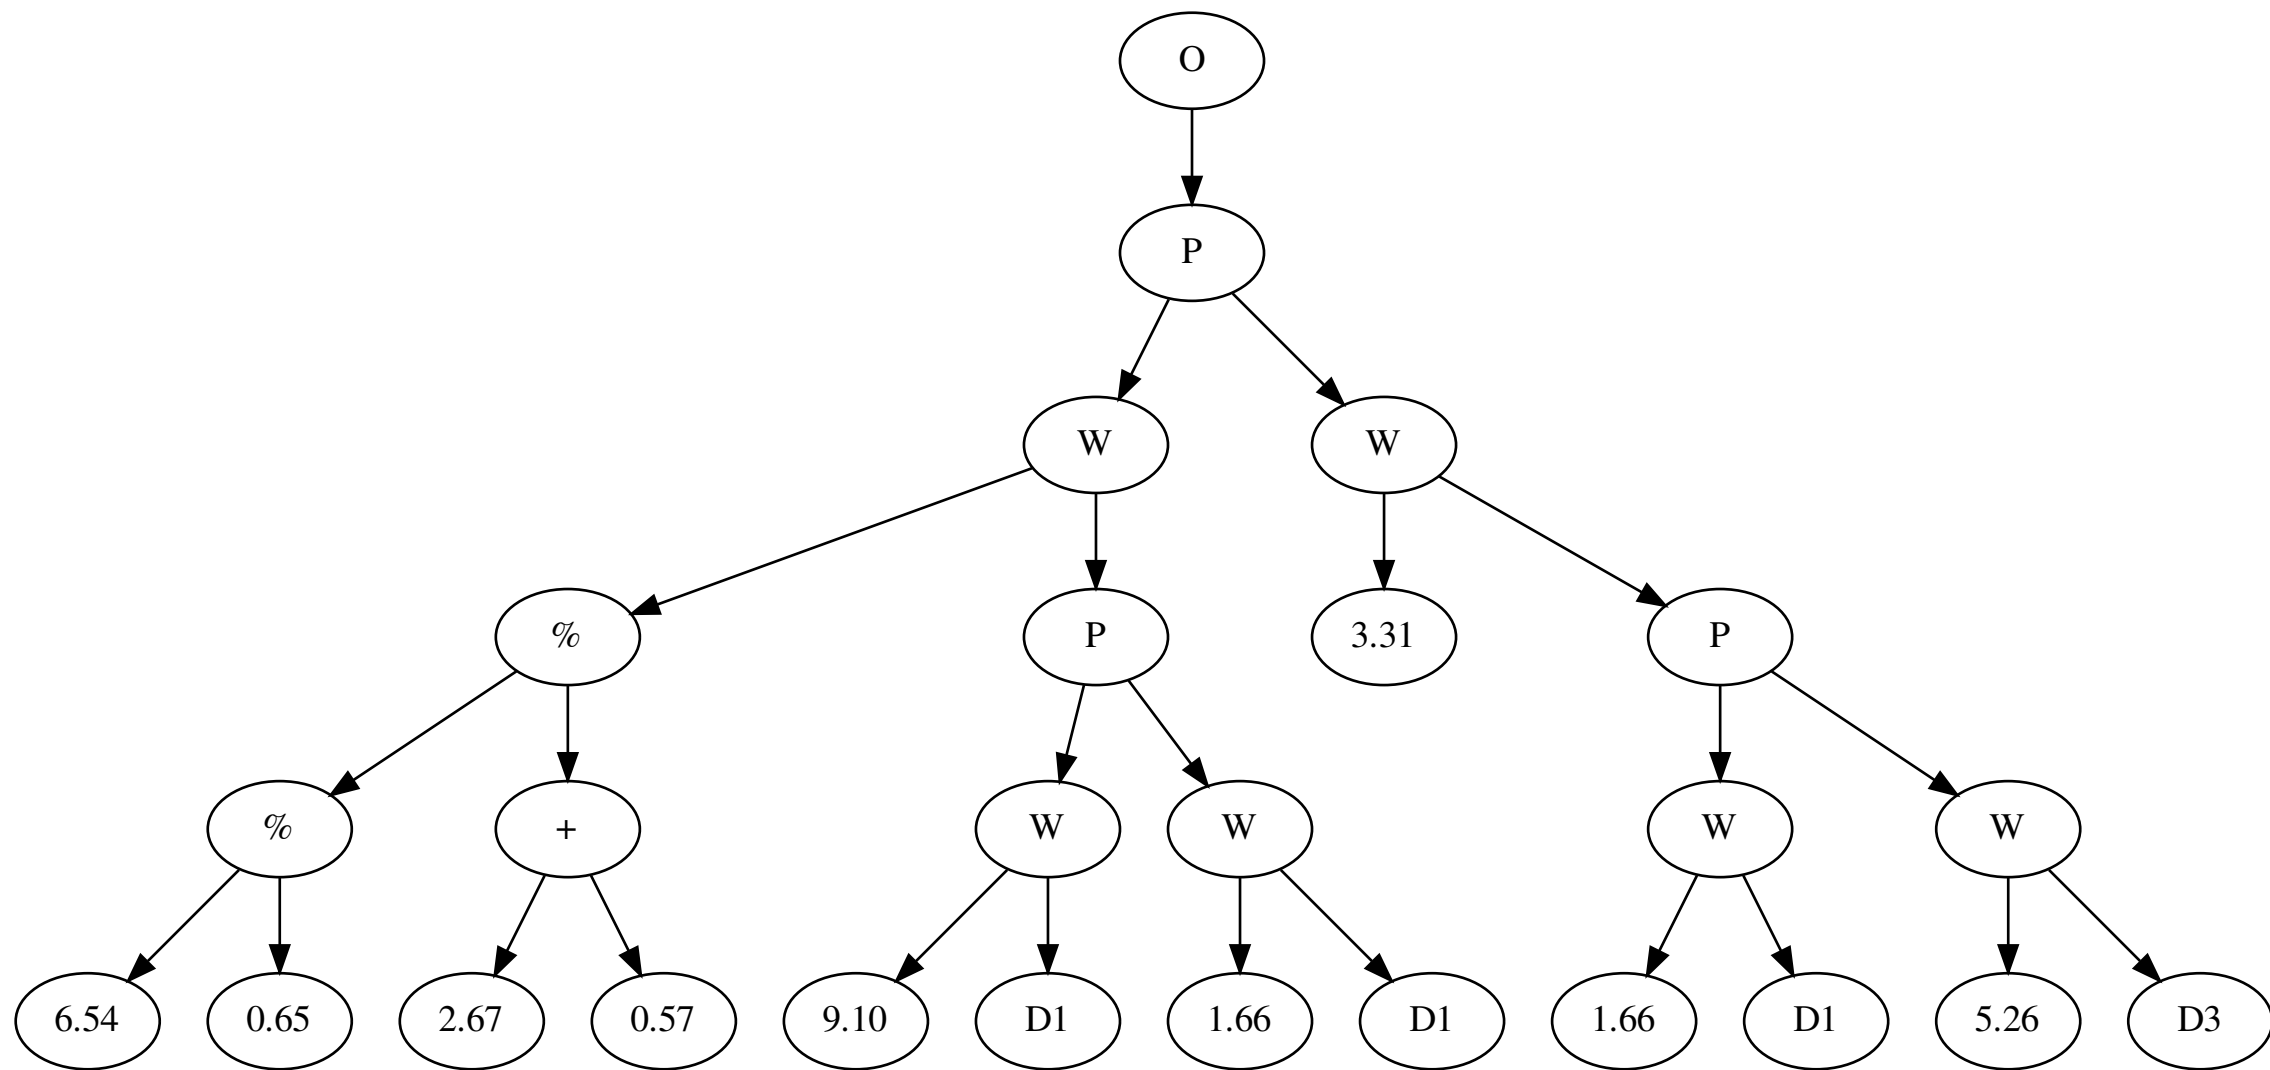 O
P
W W
% P 3.31 P
% + W W W W
6.54 0.65 2.67 0.57 9.10 D1 1.66 D1 1.66 D1 5.26 D3